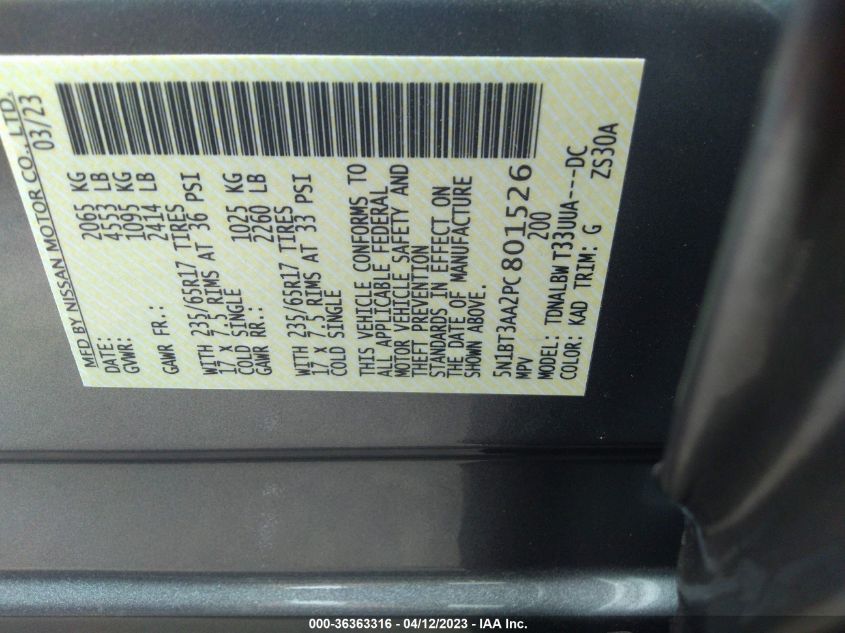 MFD BY NISSAN MOTOR CO., LTD.
DATE: 03/23
GVWR: 2065 KG
4553 LB
GAWR FR.: 1095 KG
2414 LB
WITH 235/65R17 TIRES
17 x 7.5 RIMS AT 36 PSI
COLD SINGLE
GAWR RR.: 1025 KG
2260 LB
WITH 235/65R17 TIRES
17 x 7.5 RIMS AT 33 PSI
COLD SINGLE
THIS VEHICLE CONFORMS TO
ALL APPLICABLE FEDERAL
MOTOR VEHICLE SAFETY AND
THEFT PREVENTION
STANDARDS IN EFFECT ON
THE DATE OF MANUFACTURE
SHOWN ABOVE.
5N1BT3AA2PC801526
MPV 200
MODEL: TDNALBW T33UUA----DC
COLOR: KAD TRIM: G ZS30A
000-36363316 - 04/12/2023 - IAA Inc.